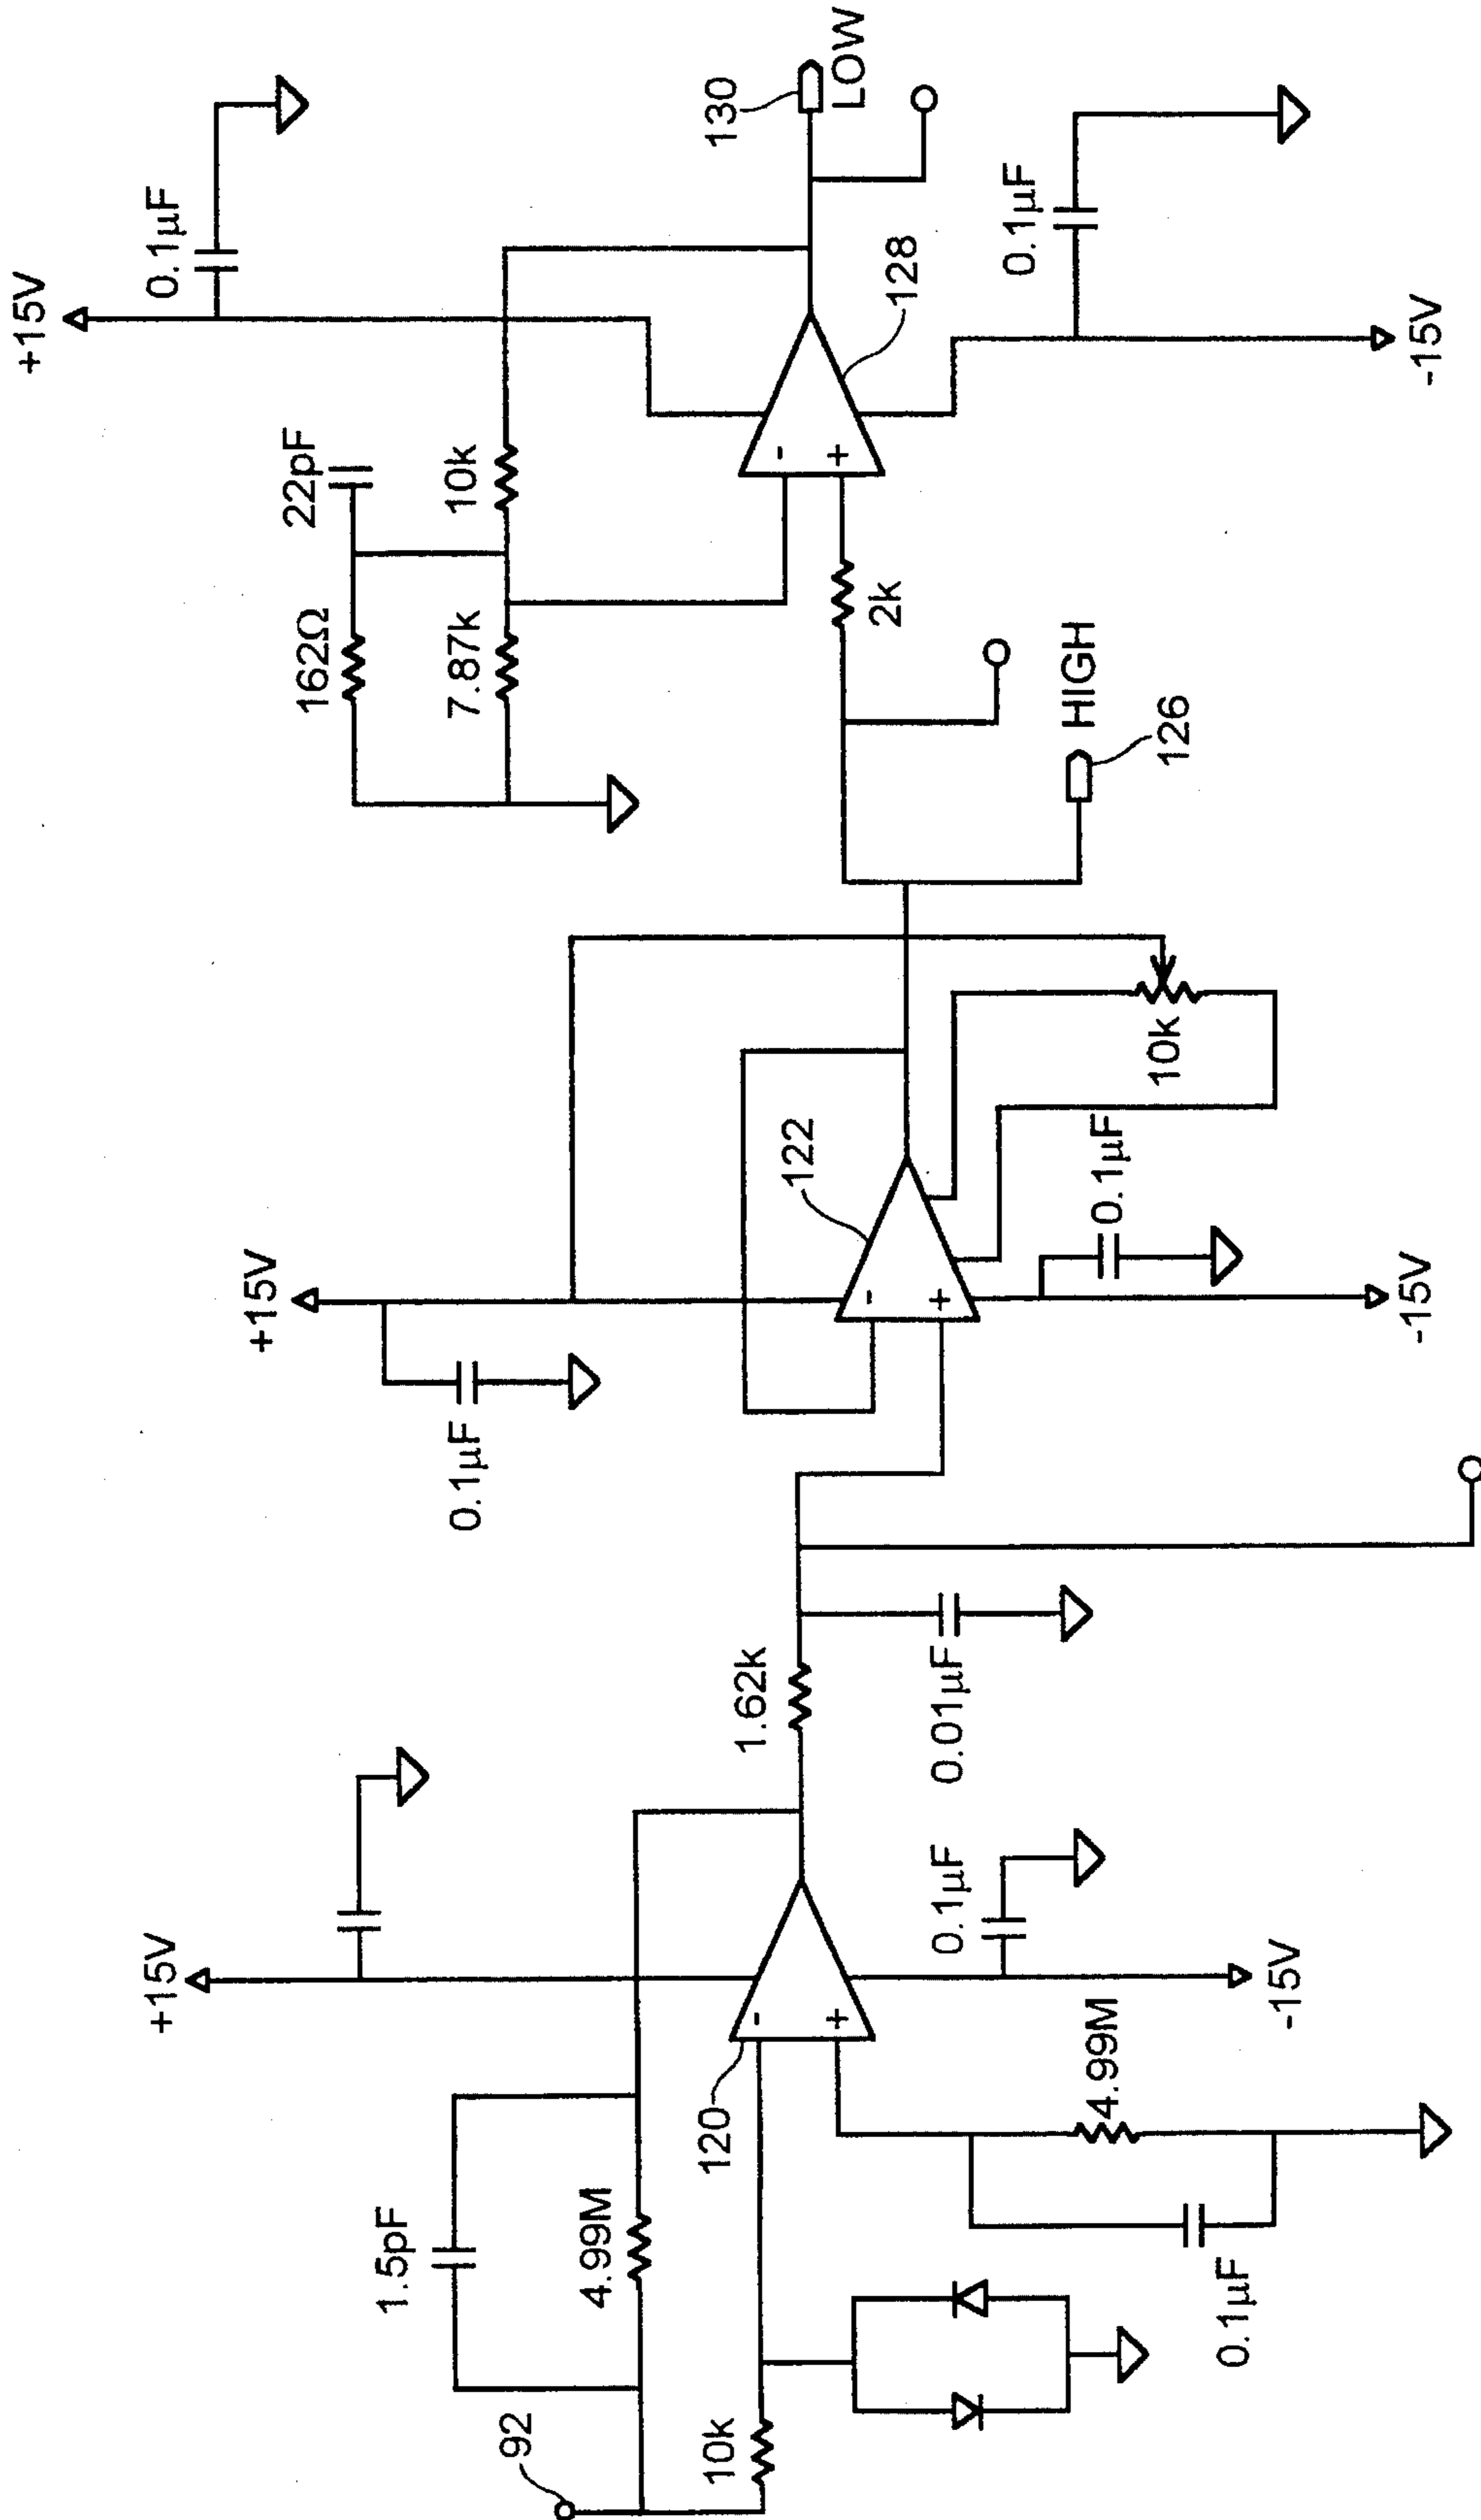 92
10k
1.5pF
4.99M
0.1µF
120
4.99M
+15V
-15V
0.1µF
1.62k
0.01µF
0.1µF
+15V
122
-15V
0.1µF
10k
HIGH
126
162Ω
22pF
7.87k
10k
2k
+15V
0.1µF
128
-15V
0.1µF
130
LOW
-
+
-
+
-
+